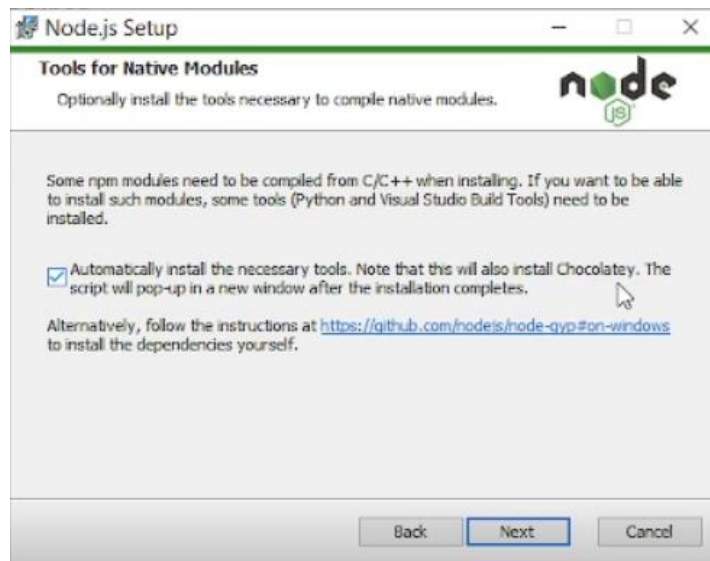 Node.js Setup
Tools for Native Modules
Optionally install the tools necessary to compile native modules.
node
JS
Some npm modules need to be compiled from C/C++ when installing. If you want to be able
to install such modules, some tools (Python and Visual Studio Build Tools) need to be
installed.
Automatically install the necessary tools. Note that this will also install Chocolatey. The
script will pop-up in a new window after the installation completes.
Alternatively, follow the instructions at https://github.com/nodejs/node-gyp#on-windows
to install the dependencies yourself.
Back Next Cancel